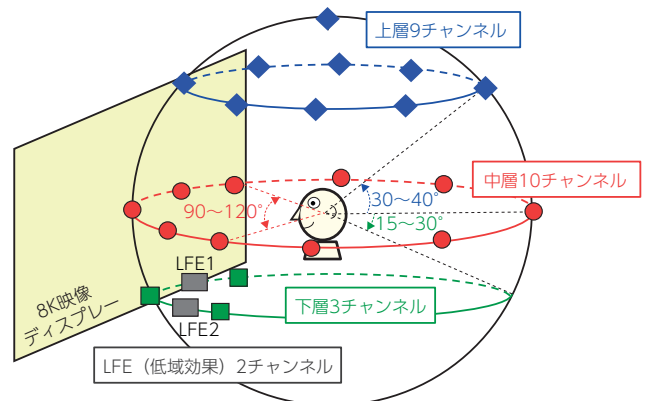 上層9チャンネル
中層10チャンネル
30～40°
90～120°
15～30°
LFE1
8K映像
ディスプレー
下層3チャンネル
LFE2
LFE（低域効果）2チャンネル